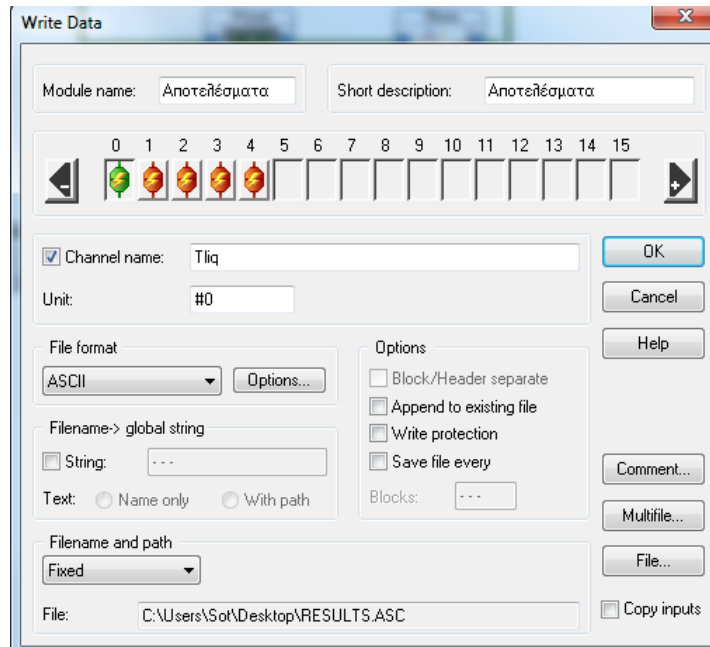 Write Data
Module name: Αποτελέσματα Short description: Αποτελέσματα
0 1 2 3 4 5 6 7 8 9 10 11 12 13 14 15
- +
Channel name: Tliq OK
Unit: #0 Cancel
File format Options Help
ASCII Options... Block/Header separate
Append to existing file
Filename-> global string Write protection
String: - - - Save file every Comment...
Text: Name only With path Blocks: - - - Multifile...
Filename and path
Fixed File...
File: C:\Users\Sot\Desktop\RESULTS.ASC Copy inputs